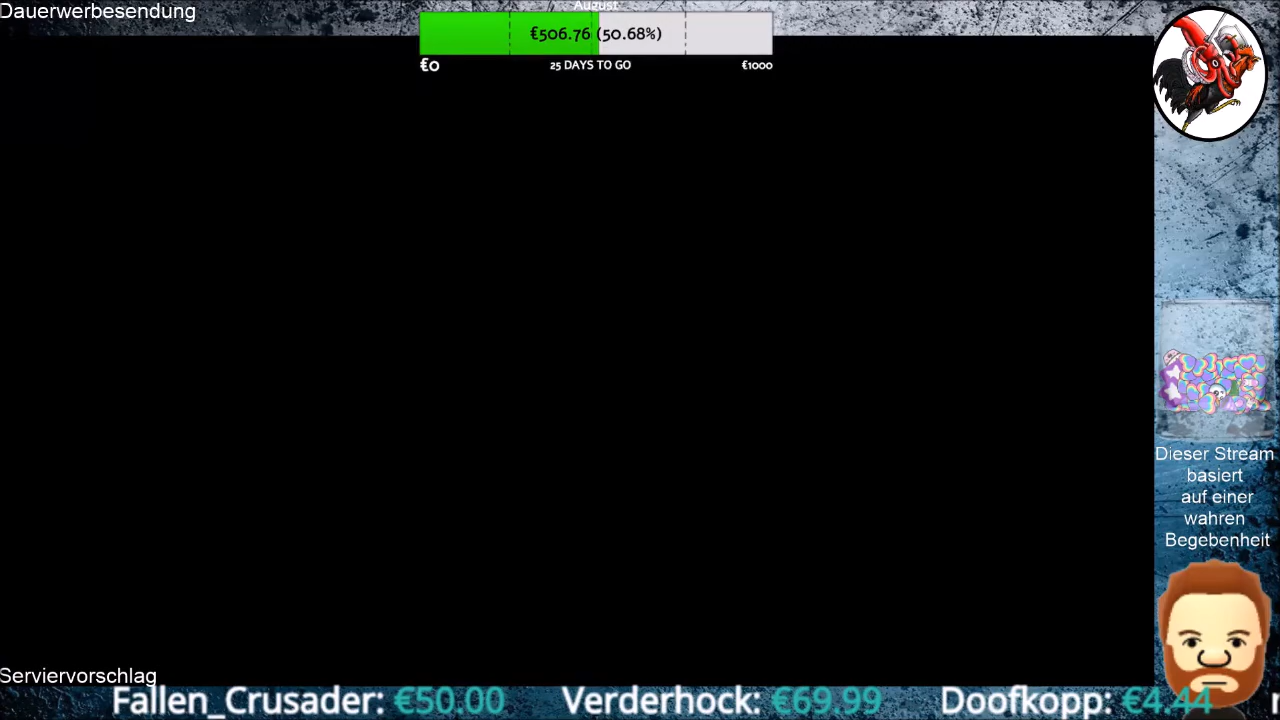 Dauerwerbesendung
August
€506.76 (50.68%)
€0
25 DAYS TO GO
€1000
Dieser Stream
basiert
auf einer
wahren
Begebenheit
Serviervorschlag
Fallen_Crusader: €50.00 Verderhock: €69.99 Doofkopp: €4.44